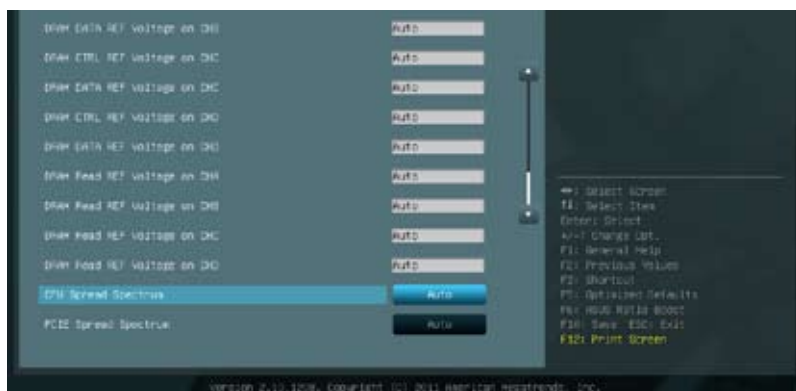 DRAM DATA REF Voltage on CHB
Auto
DRAM CTRL REF Voltage on CHC
Auto
DRAM DATA REF Voltage on CHC
Auto
DRAM CTRL REF Voltage on CHD
Auto
DRAM DATA REF Voltage on CHD
Auto
DRAM Read REF Voltage on CHA
Auto
DRAM Read REF Voltage on CHB
Auto
DRAM Read REF Voltage on CHC
Auto
DRAM Read REF Voltage on CHD
Auto
CPU Spread Spectrum
Auto
PCIE Spread Spectrum
Auto
→←: Select Screen
↑↓: Select Item
Enter: Select
+/-: Change Opt.
F1: General Help
F2: Previous Values
F3: Shortcut
F5: Optimized Defaults
F6: ASUS Ratio Boost
F10: Save ESC: Exit
F12: Print Screen
Version 2.10.1208. Copyright (C) 2011 American Megatrends, Inc.